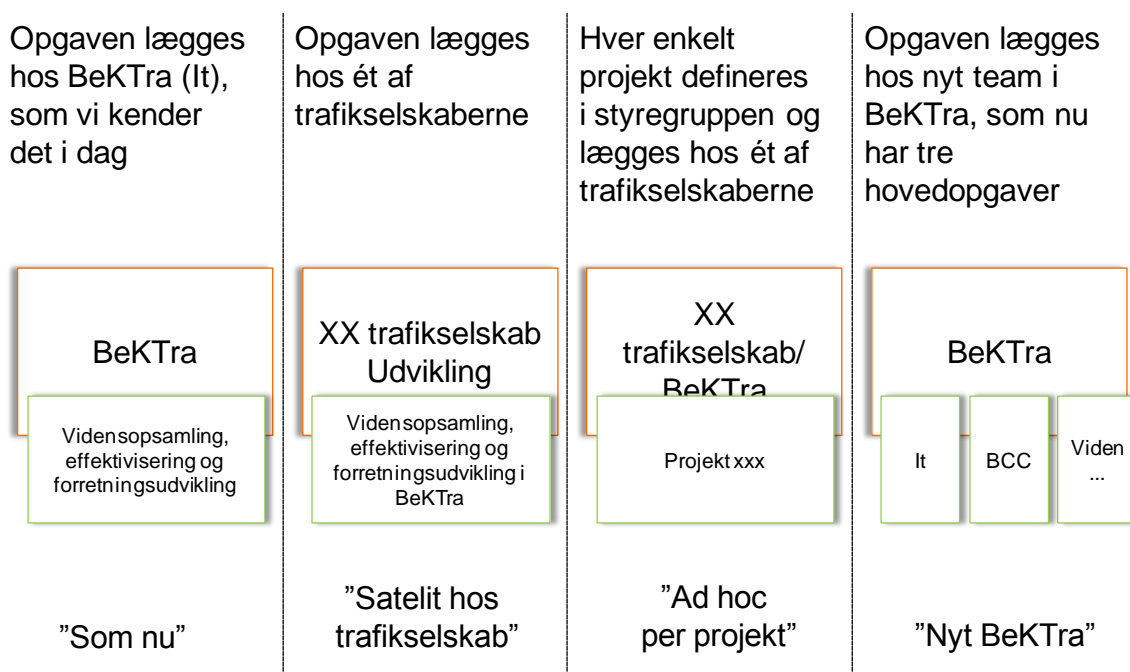 Opgaven lægges
hos BeKTra (It),
som vi kender
det i dag
BeKTra
Vidensopsamling,
effektivisering og
forretningsudvikling
”Som nu”
Opgaven lægges
hos ét af
trafikselskaberne
XX trafikselskab
Udvikling
Vidensopsamling,
effektivisering og
forretningsudvikling i
BeKTra
”Satelit hos
trafikselskab”
Hver enkelt
projekt defineres
i styregruppen og
lægges hos ét af
trafikselskaberne
XX
trafikselskab/
BeKTra
Projekt xxx
”Ad hoc
per projekt”
Opgaven lægges
hos nyt team i
BeKTra, som nu
har tre
hovedopgaver
BeKTra
It
BCC
Viden
...
”Nyt BeKTra”